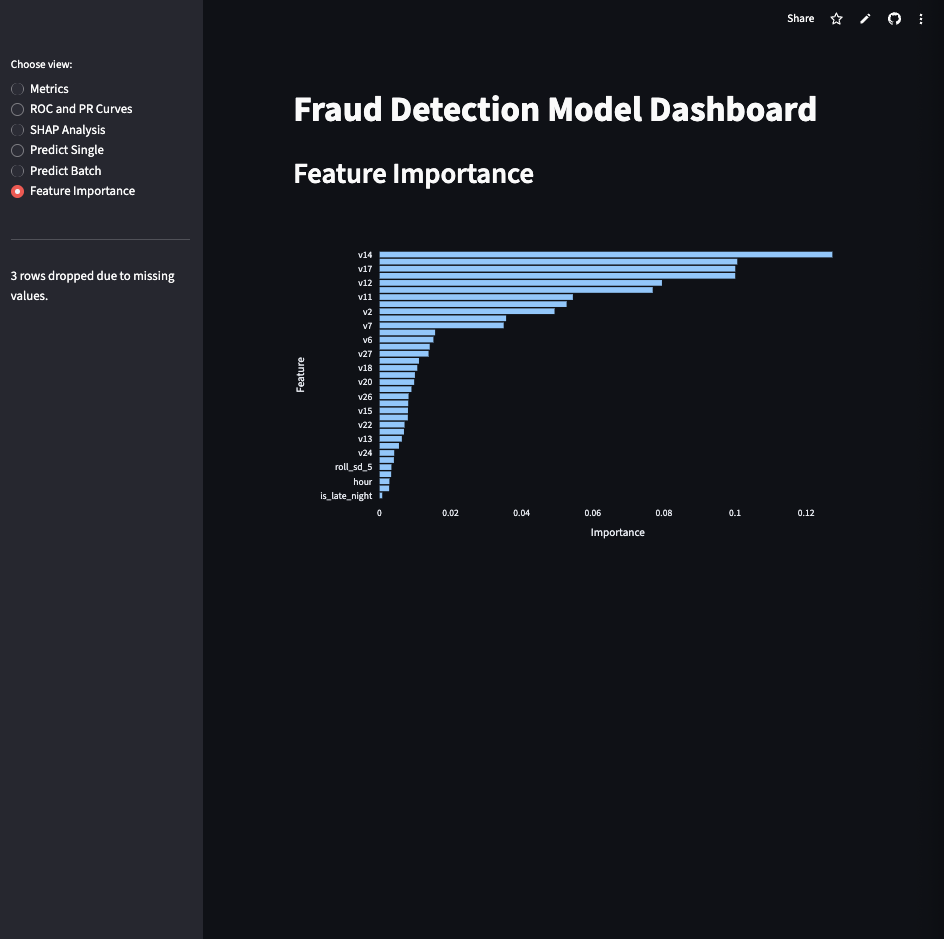 Share
Choose view:
Metrics
ROC and PR Curves
SHAP Analysis
Predict Single
Predict Batch
Feature Importance
3 rows dropped due to missing
values.
Fraud Detection Model Dashboard
Feature Importance
v14
v17
v12
v11
v2
v7
v6
v27
v18
v20
v26
v15
v22
v13
v24
roll_sd_5
hour
is_late_night
Feature
0 0.02 0.04 0.06 0.08 0.1 0.12
Importance